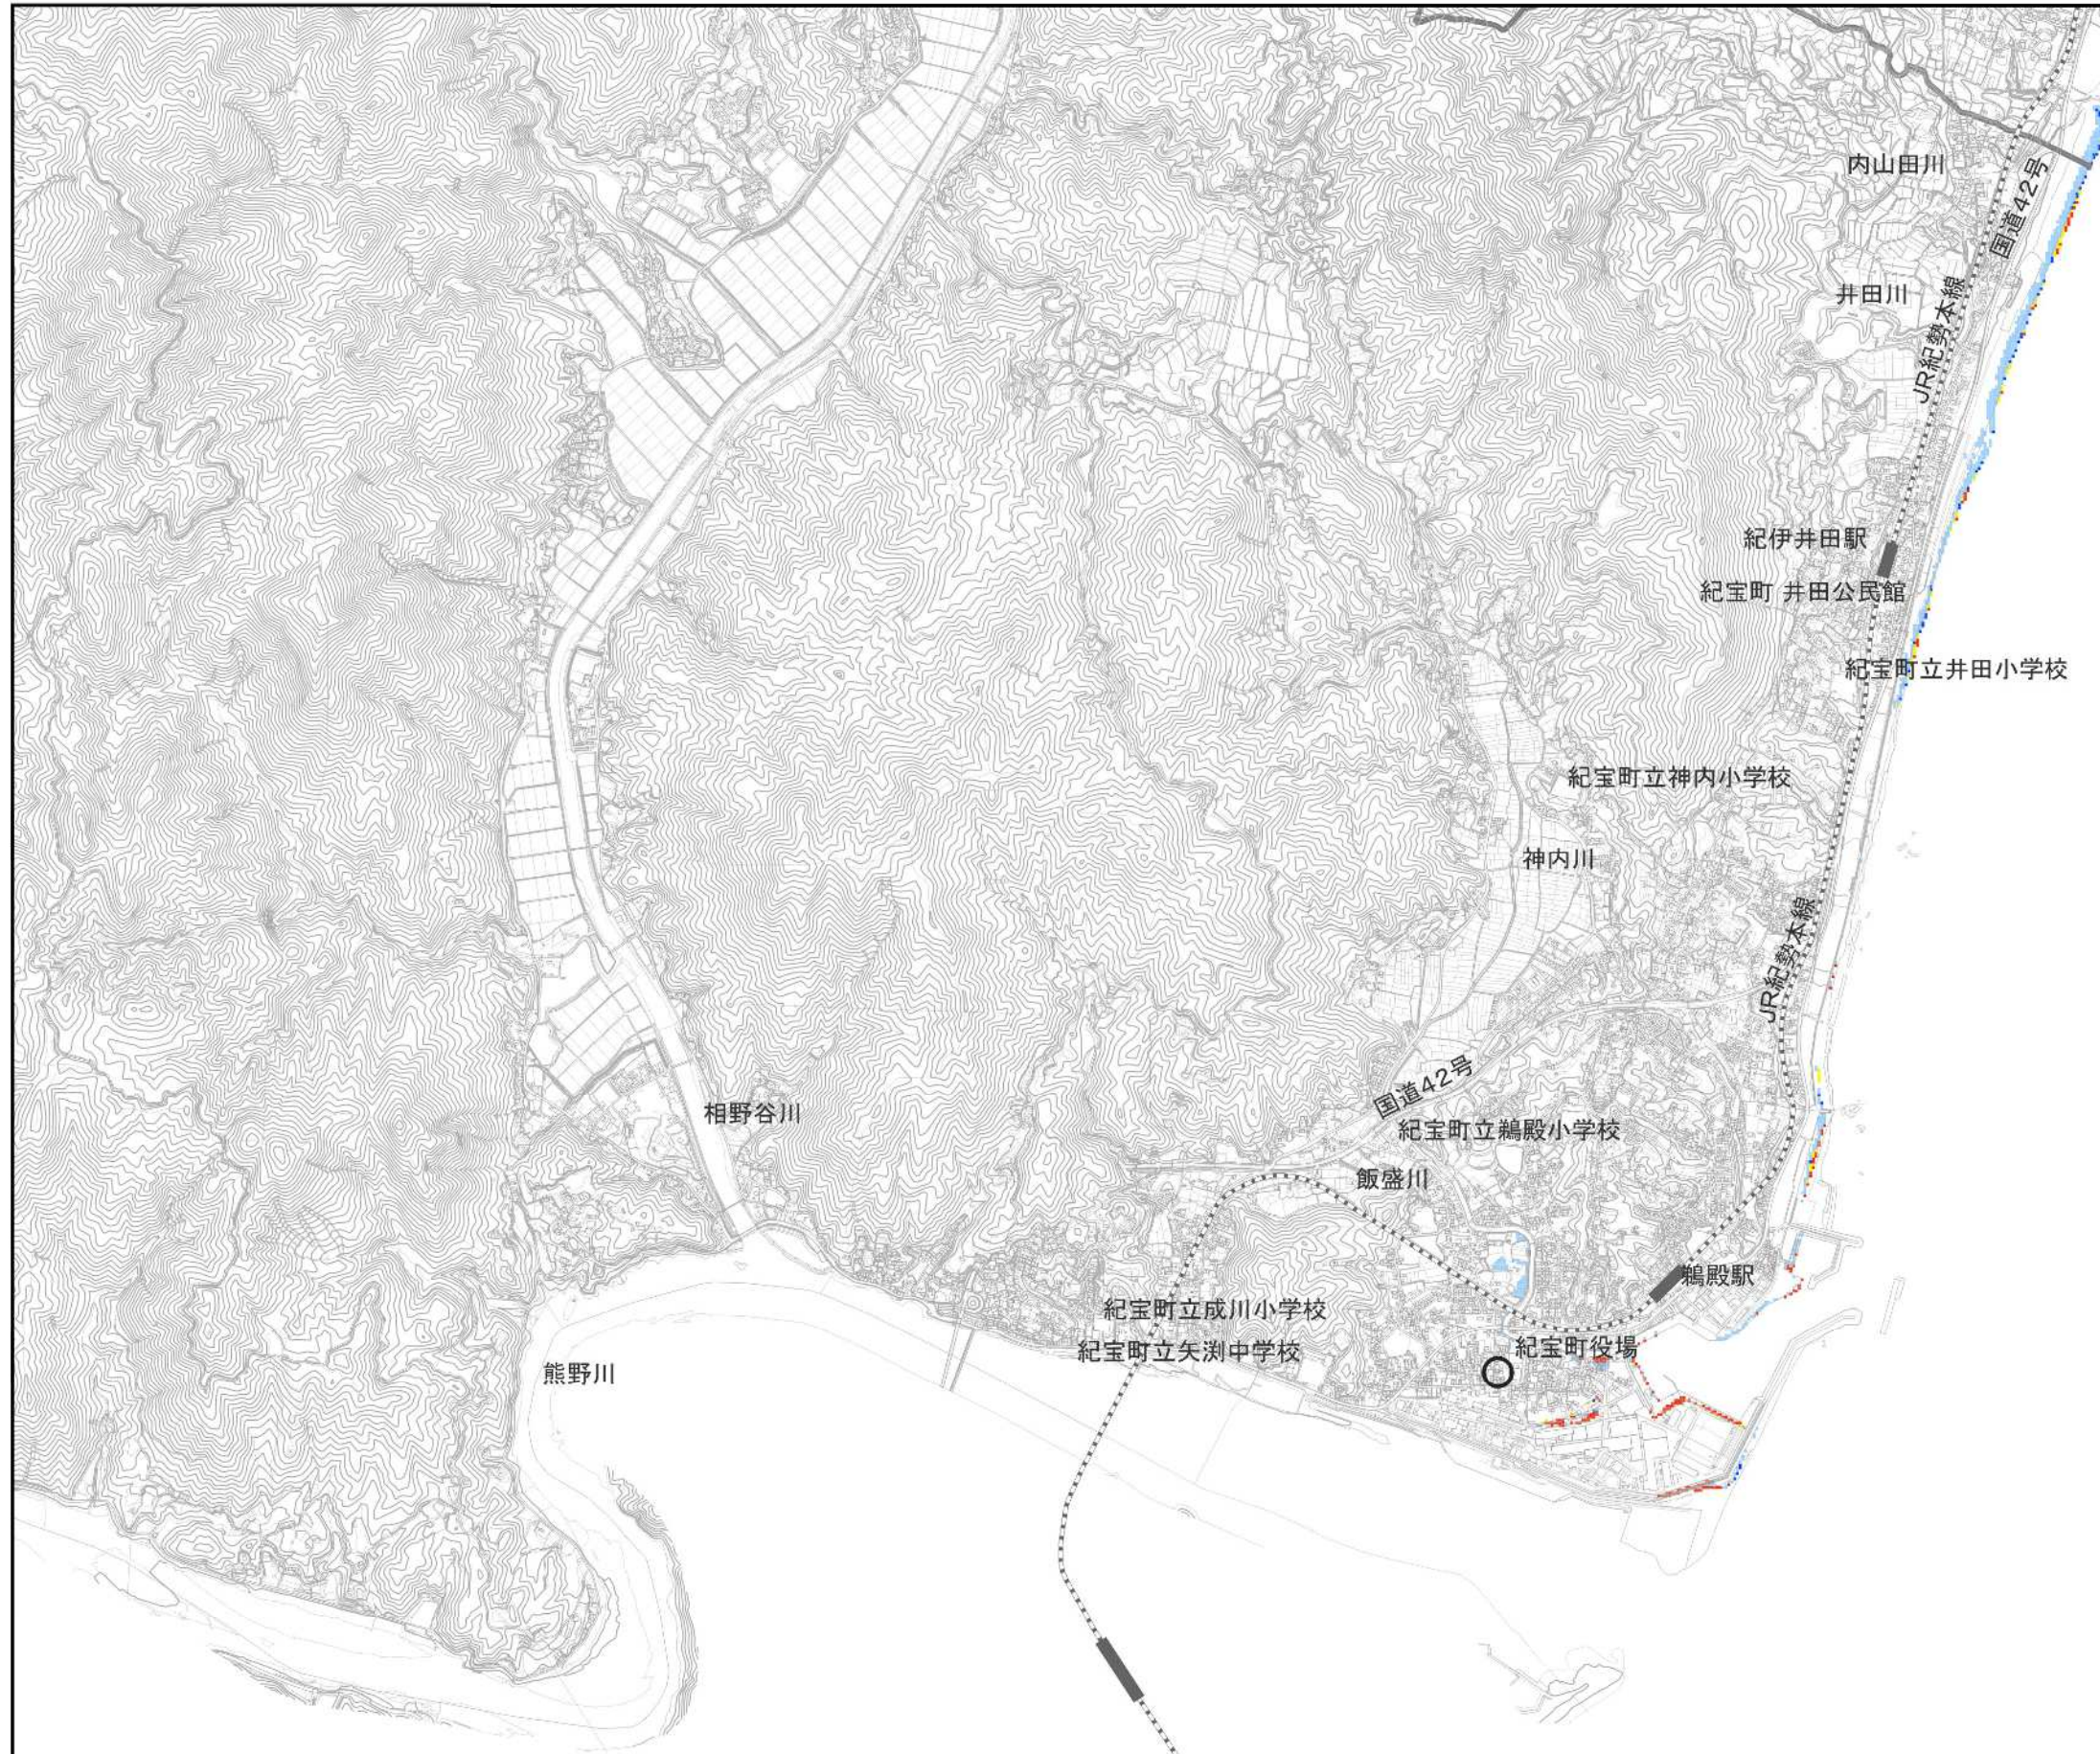 内山田川
国道42号
井田川
JR紀勢本線
紀伊井田駅
紀宝町 井田公民館
紀宝町立井田小学校
紀宝町立神内小学校
神内川
JR紀勢本線
国道42号
相野谷川
紀宝町立鵜殿小学校
飯盛川
鵜殿駅
紀宝町立成川小学校
紀宝町役場
紀宝町立矢渕中学校
熊野川